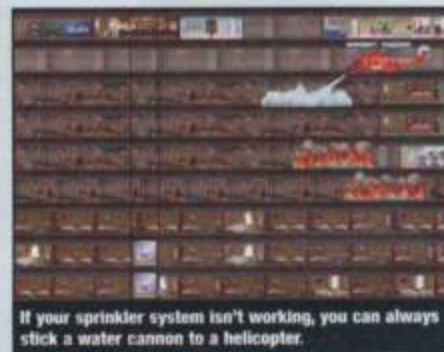 If your sprinkler system isn't working, you can always
stick a water cannon to a helicopter.